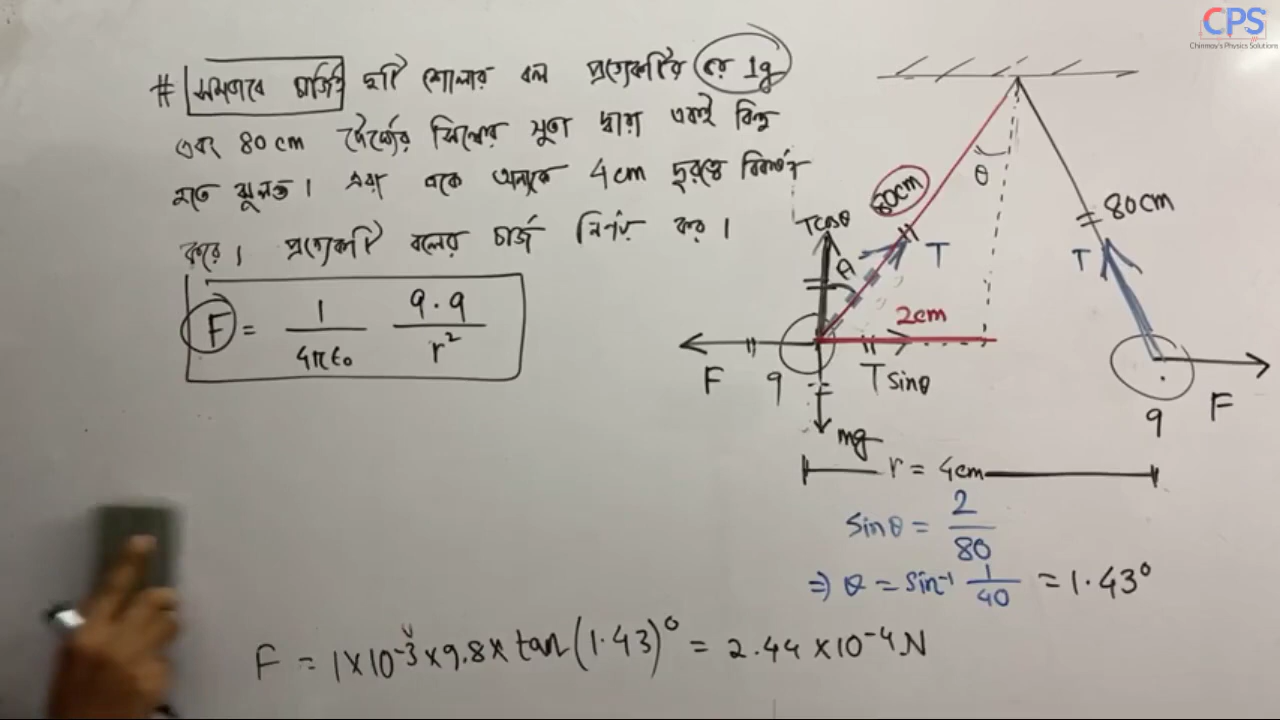 CPS
Chinmoy's Physics Solutions
# সমভাবে চার্জিত দুটি শোলার বল প্রত্যেকটির ভর 1g
এবং 80 cm দৈর্ঘ্যের সিল্কের সুতা দ্বারা একই বিন্দু
হতে ঝুলন্ত। এরা একে অন্যকে 4cm দূরত্বে বিকর্ষণ
করে। প্রত্যেকটি বলের চার্জ নির্ণয় কর।
F = 1/4πε₀ q.q/r²
θ
80cm
80cm
Tcosθ
θ
T
T
2cm
F
q
Tsinθ
q
F
mg
r = 4cm
Sinθ = 2/80
⇒ θ = Sin⁻¹ 1/40 = 1.43°
F = 1×10⁻³×9.8× tan(1.43)° = 2.44 ×10⁻⁴ N